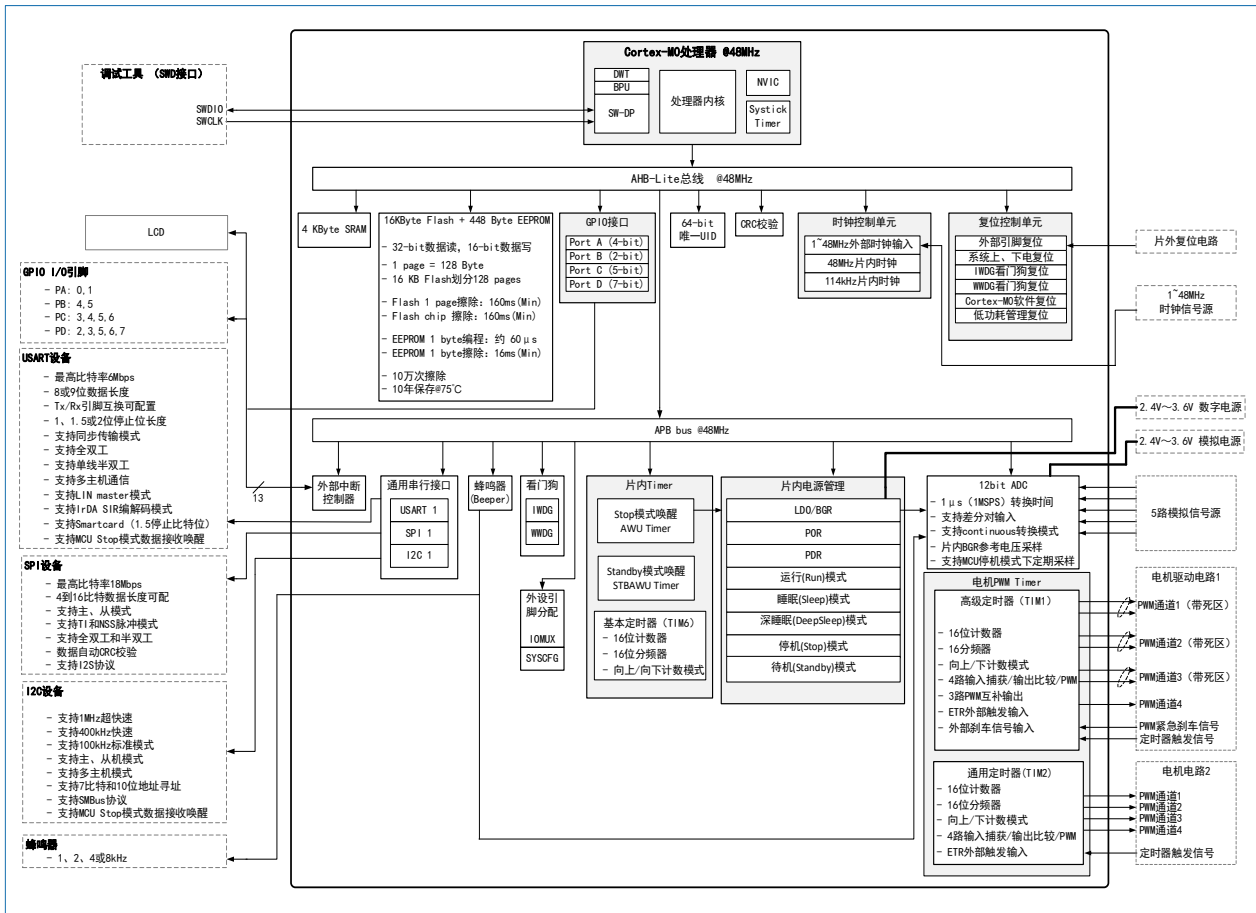 Cortex-M0处理器 @48MHz
DWT
BPU
SW-DP
处理器内核
NVIC
Systick
Timer
调试工具 （SWD接口）
SWDIO
SWCLK
AHB-Lite总线 @48MHz
4 KByte SRAM
16KByte Flash + 448 Byte EEPROM
- 32-bit数据读，16-bit数据写
- 1 page = 128 Byte
- 16 KB Flash划分128 pages
- Flash 1 page擦除：160ms(Min)
- Flash chip 擦除：160ms(Min)
- EEPROM 1 byte编程：约 60μs
- EEPROM 1 byte擦除：16ms(Min)
- 10万次擦除
- 10年保存@75℃
GPIO接口
Port A (4-bit)
Port B (2-bit)
Port C (5-bit)
Port D (7-bit)
64-bit
唯一UID
CRC校验
时钟控制单元
1~48MHz外部时钟输入
48MHz片内时钟
114kHz片内时钟
复位控制单元
外部引脚复位
系统上、下电复位
IWDG看门狗复位
WWDG看门狗复位
Cortex-M0软件复位
低功耗管理复位
片外复位电路
1~48MHz
时钟信号源
LCD
GPIO I/O引脚
- PA: 0,1
- PB: 4,5
- PC: 3,4,5,6
- PD: 2,3,5,6,7
USART设备
- 最高比特率6Mbps
- 8或9位数据长度
- Tx/Rx引脚互换可配置
- 1、1.5或2位停止位长度
- 支持同步传输模式
- 支持全双工
- 支持单线半双工
- 支持多主机通信
- 支持LIN master模式
- 支持IrDA SIR编解码模式
- 支持Smartcard（1.5停止比特位）
- 支持MCU Stop模式数据接收唤醒
SPI设备
- 最高比特率18Mbps
- 4到16比特数据长度可配
- 支持主、从模式
- 支持TI和NSS脉冲模式
- 支持全双工和半双工
- 数据自动CRC校验
- 支持I2S协议
I2C设备
- 支持1MHz超快速
- 支持400kHz快速
- 支持100kHz标准模式
- 支持主、从机模式
- 支持多主机模式
- 支持7比特和10位地址寻址
- 支持SMBus协议
- 支持MCU Stop模式数据接收唤醒
蜂鸣器
- 1、2、4或8kHz
APB bus @48MHz
13
外部中断
控制器
通用串行接口
USART 1
SPI 1
I2C 1
蜂鸣器
(Beeper)
看门狗
IWDG
WWDG
外设引
脚分配
IOMUX
SYSCFG
片内Timer
Stop模式唤醒
AWU Timer
Standby模式唤醒
STBAWU Timer
基本定时器（TIM6）
- 16位计数器
- 16位分频器
- 向上/向下计数模式
片内电源管理
LDO/BGR
POR
PDR
运行(Run)模式
睡眠(Sleep)模式
深睡眠(DeepSleep)模式
停机(Stop)模式
待机(Standby)模式
12bit ADC
- 1μs（1MSPS）转换时间
- 支持差分对输入
- 支持continuous转换模式
- 片内BGR参考电压采样
- 支持MCU停机模式下定期采样
2.4V～3.6V 数字电源
2.4V～3.6V 模拟电源
5路模拟信号源
电机PWM Timer
高级定时器（TIM1）
- 16位计数器
- 16分频器
- 向上/下计数模式
- 4路输入捕获/输出比较/PWM
- 3路PWM互补输出
- ETR外部触发输入
- 外部刹车信号输入
电机驱动电路1
PWM通道1（带死区）
PWM通道2（带死区）
PWM通道3（带死区）
PWM通道4
PWM紧急刹车信号
定时器触发信号
通用定时器(TIM2)
- 16位计数器
- 16位分频器
- 向上/下计数模式
- 4路输入捕获/输出比较/PWM
- ETR外部触发输入
电机电路2
PWM通道1
PWM通道2
PWM通道3
PWM通道4
定时器触发信号